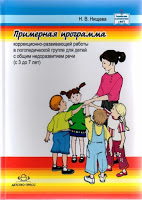 Н. В. Нищева
Примерная программа
коррекционно-развивающей работы
в логопедической группе для детей
с общим недоразвитием речи
(с 3 до 7 лет)
ДЕТСТВО-ПРЕСС